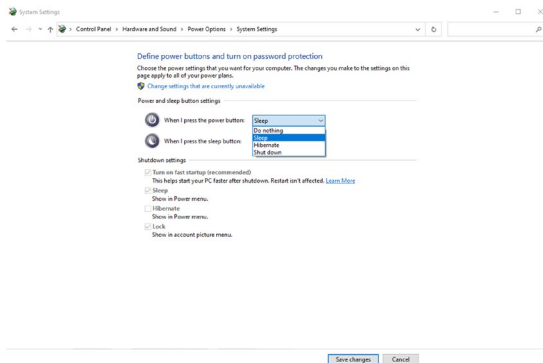 System Settings
Control Panel › Hardware and Sound › Power Options › System Settings
Define power buttons and turn on password protection
Choose the power settings that you want for your computer. The changes you make to the settings on this
page apply to all of your power plans.
Change settings that are currently unavailable
Power and sleep button settings
When I press the power button: Sleep
Do nothing
Sleep
When I press the sleep button: Hibernate
Shut down
Shutdown settings
Turn on fast startup (recommended)
This helps start your PC faster after shutdown. Restart isn't affected. Learn More
Sleep
Show in Power menu.
Hibernate
Show in Power menu.
Lock
Show in account picture menu.
Save changes Cancel